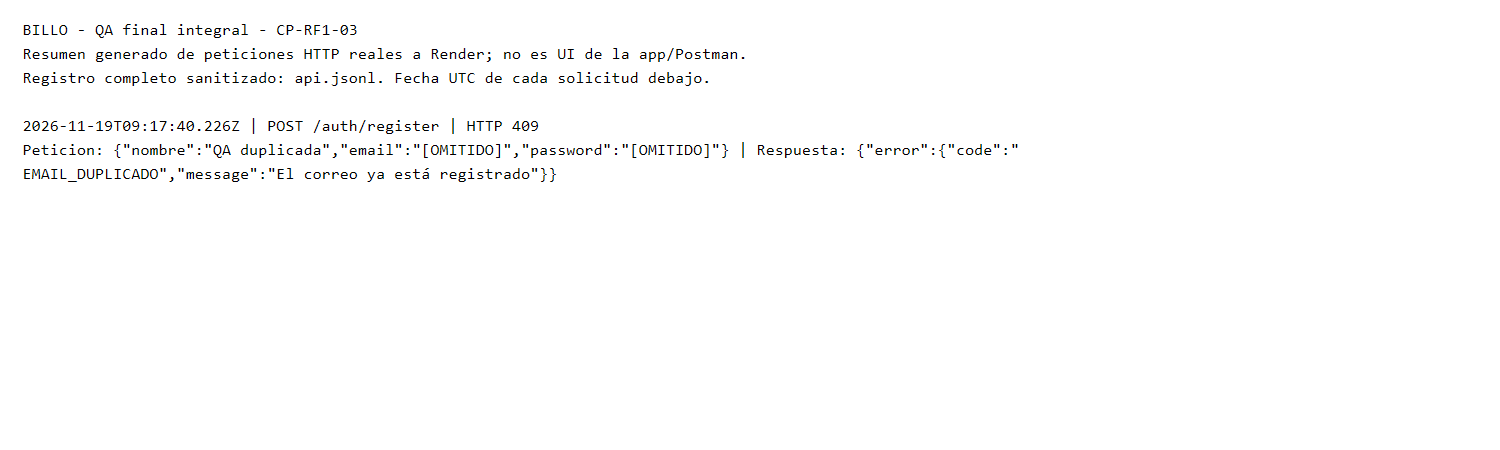 BILLO - QA final integral - CP-RF1-03
Resumen generado de peticiones HTTP reales a Render; no es UI de la app/Postman.
Registro completo sanitizado: api.jsonl. Fecha UTC de cada solicitud debajo.
2026-11-19T09:17:40.226Z | POST /auth/register | HTTP 409
Peticion: {"nombre":"QA duplicada","email":"[OMITIDO]","password":"[OMITIDO]"} | Respuesta: {"error":{"code":"
EMAIL_DUPLICADO","message":"El correo ya está registrado"}}